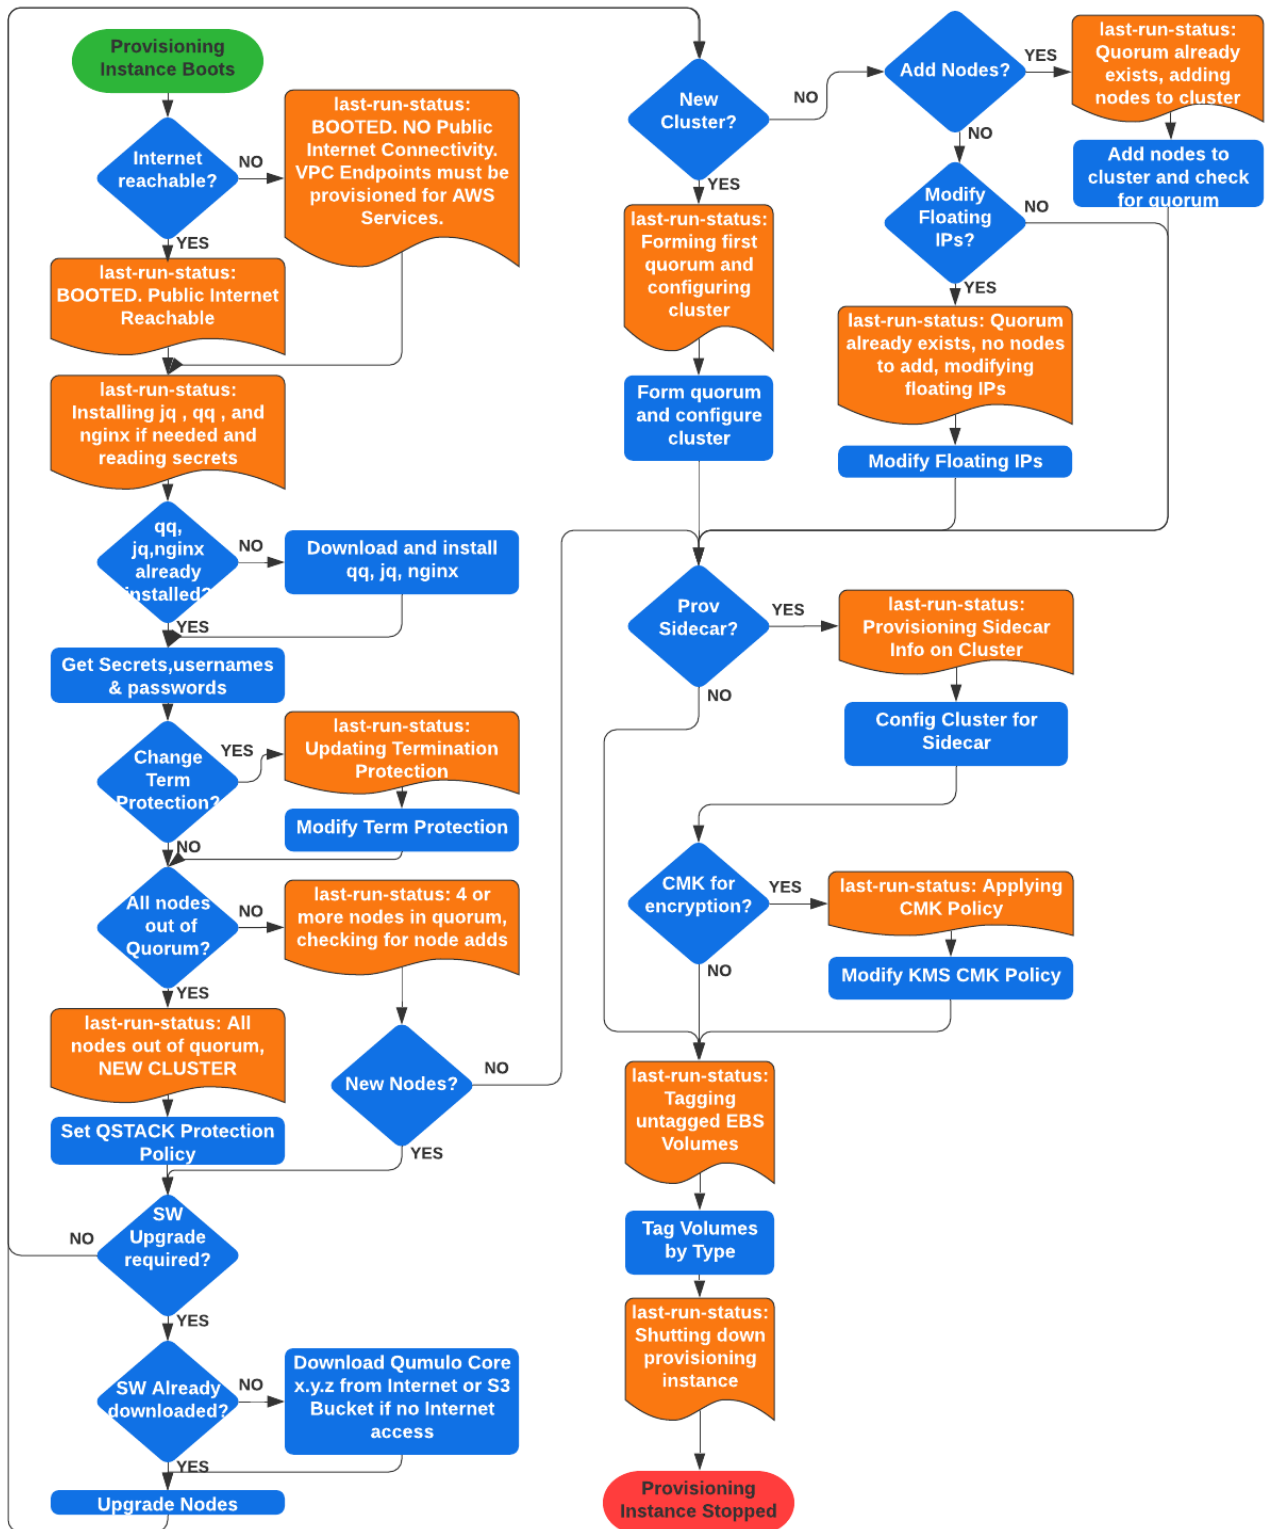 Provisioning
Instance Boots
Internet
reachable?
NO
last-run-status:
BOOTED. NO Public
Internet Connectivity.
VPC Endpoints must be
provisioned for AWS
Services.
YES
last-run-status:
BOOTED. Public Internet
Reachable
last-run-status:
Installing jq , qq , and
nginx if needed and
reading secrets
qq,
jq,nginx
already
installed?
NO
Download and install
qq, jq, nginx
YES
Get Secrets,usernames
& passwords
Change
Term
Protection?
YES
last-run-status:
Updating Termination
Protection
Modify Term Protection
NO
All nodes
out of
Quorum?
NO
last-run-status: 4 or
more nodes in quorum,
checking for node adds
YES
last-run-status: All
nodes out of quorum,
NEW CLUSTER
New Nodes?
NO
YES
Set QSTACK Protection
Policy
SW
Upgrade
required?
NO
YES
SW Already
downloaded?
NO
Download Qumulo Core
x.y.z from Internet or S3
Bucket if no Internet
access
YES
Upgrade Nodes
New
Cluster?
NO
YES
last-run-status:
Forming first
quorum and
configuring
cluster
Form quorum
and configure
cluster
Add Nodes?
YES
last-run-status:
Quorum already
exists, adding
nodes to cluster
Add nodes to
cluster and check
for quorum
NO
Modify
Floating
IPs?
NO
YES
last-run-status: Quorum
already exists, no nodes
to add, modifying
floating IPs
Modify Floating IPs
Prov
Sidecar?
YES
last-run-status:
Provisioning Sidecar
Info on Cluster
Config Cluster for
Sidecar
NO
CMK for
encryption?
YES
last-run-status: Applying
CMK Policy
Modify KMS CMK Policy
NO
last-run-status:
Tagging
untagged EBS
Volumes
Tag Volumes
by Type
last-run-status:
Shutting down
provisioning
instance
Provisioning
Instance Stopped